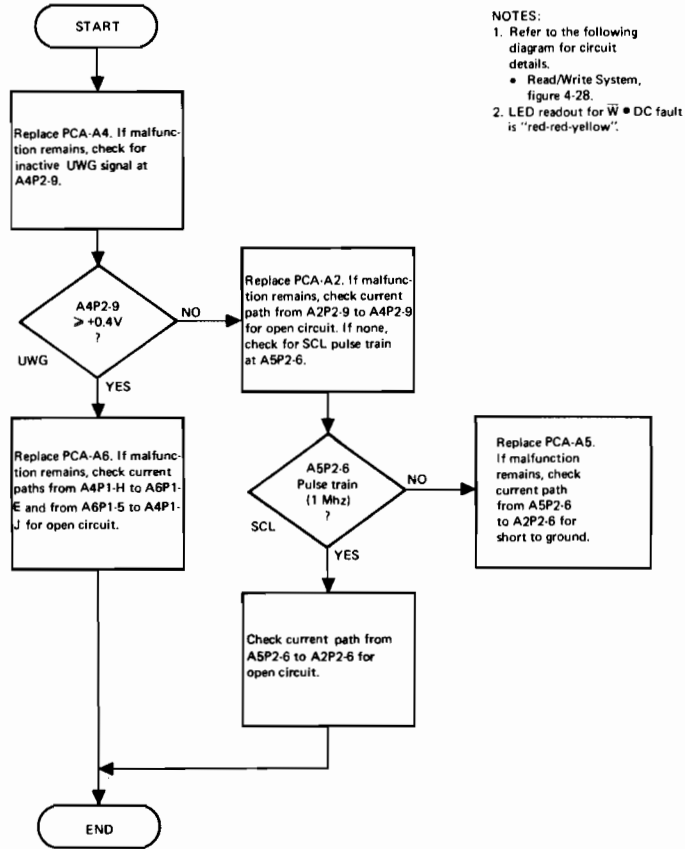 START
NOTES:
1. Refer to the following
diagram for circuit
details.
• Read/Write System,
figure 4-28.
2. LED readout for W̅ • DC fault
is "red-red-yellow".
Replace PCA-A4. If malfunc-
tion remains, check for
inactive UWG signal at
A4P2-9.
A4P2-9
⩾ +0.4V
?
UWG
NO
YES
Replace PCA-A2. If malfunc-
tion remains, check current
path from A2P2-9 to A4P2-9
for open circuit. If none,
check for SCL pulse train
at A5P2-6.
Replace PCA-A6. If malfunc-
tion remains, check current
paths from A4P1-H to A6P1-
E and from A6P1-5 to A4P1-
J for open circuit.
A5P2-6
Pulse train
(1 Mhz)
?
SCL
NO
YES
Replace PCA-A5.
If malfunction
remains, check
current path
from A5P2-6
to A2P2-6 for
short to ground.
Check current path from
A5P2-6 to A2P2-6 for
open circuit.
END